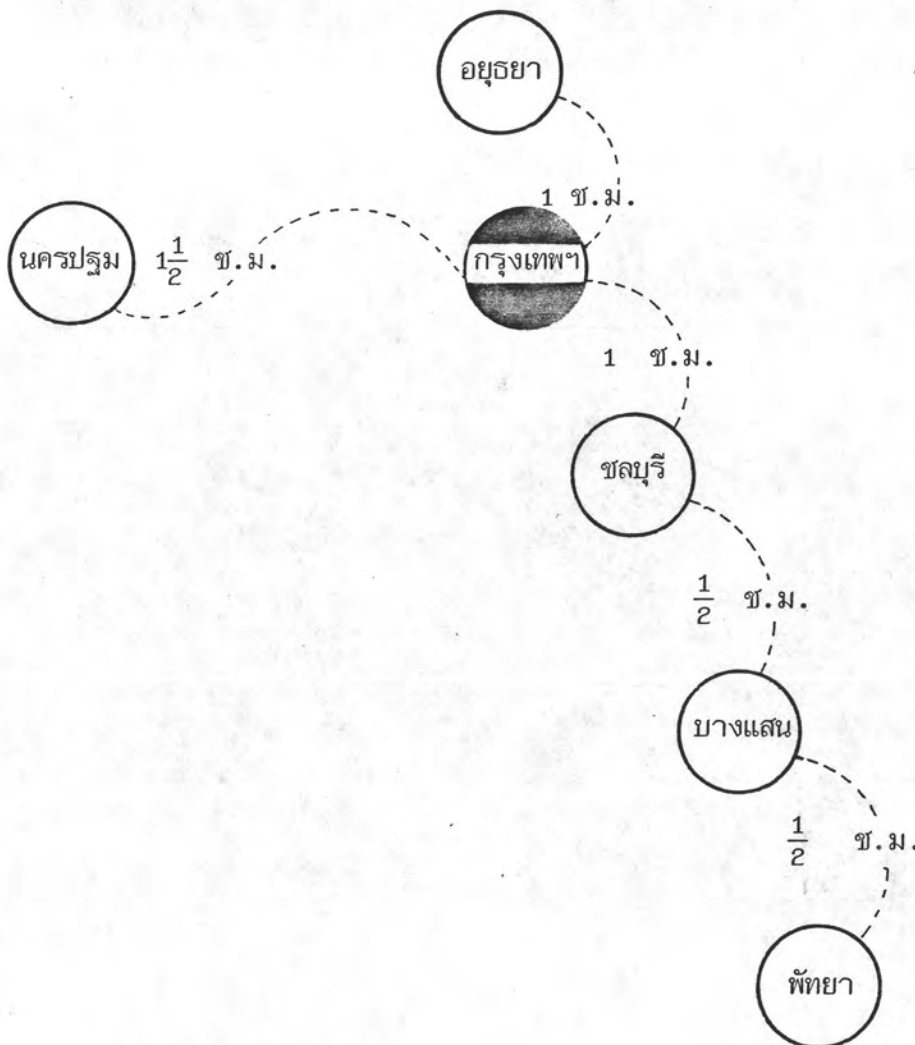 อยุธยา
1 ช.ม.
นครปฐม
1 1/2 ช.ม.
กรุงเทพฯ
1 ช.ม.
ชลบุรี
1/2 ช.ม.
บางแสน
1/2 ช.ม.
พัทยา